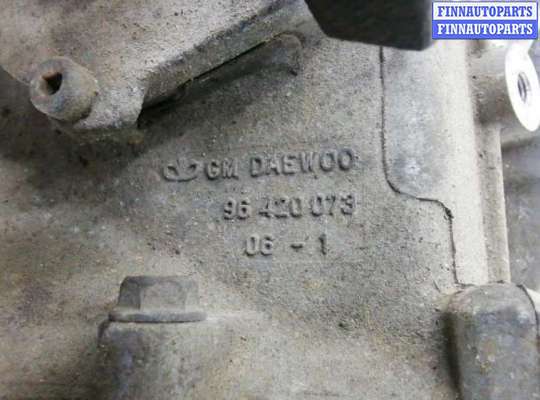 FINNAUTOPARTS
FINNAUTOPARTS
GM DAEWOO
96 420 073
06 - 1